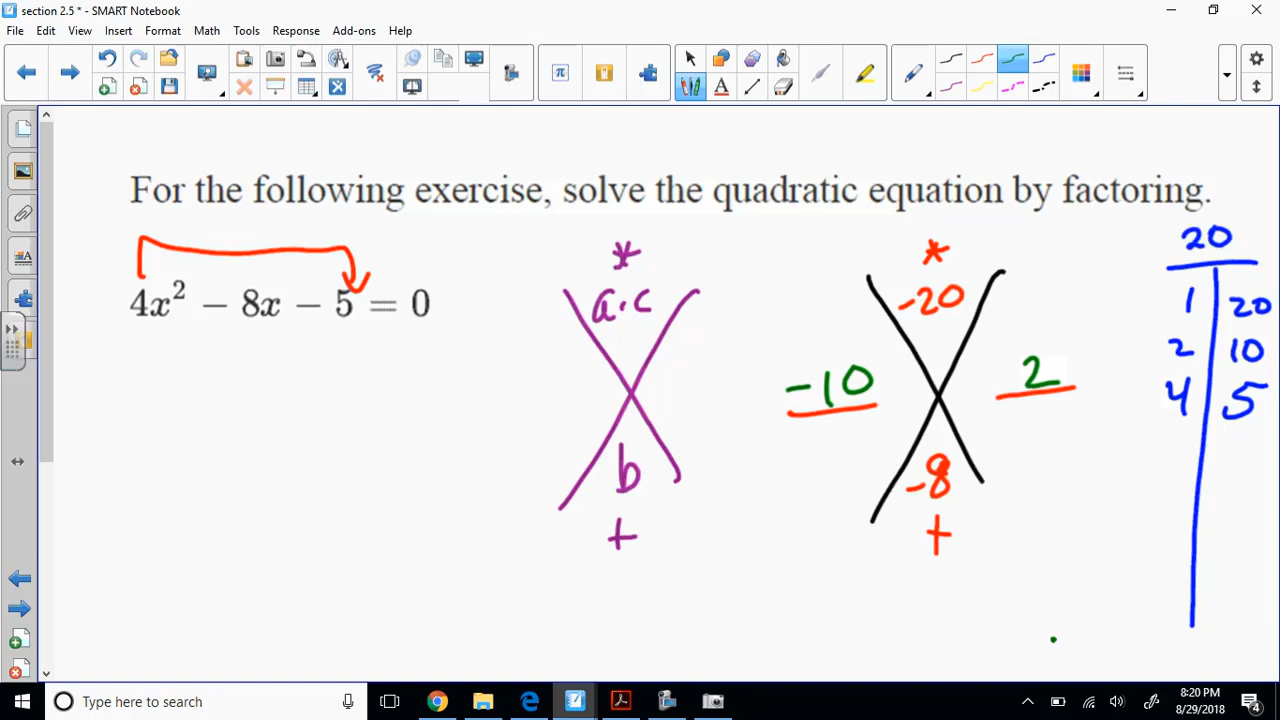 section 2.5 * - SMART Notebook
File Edit View Insert Format Math Tools Response Add-ons Help
For the following exercise, solve the quadratic equation by factoring.
4x² − 8x − 5 = 0
*
a·c
b
+
*
-20
-10 2
-8
+
20
1 20
2 10
4 5
Type here to search
8:20 PM
8/29/2018
4